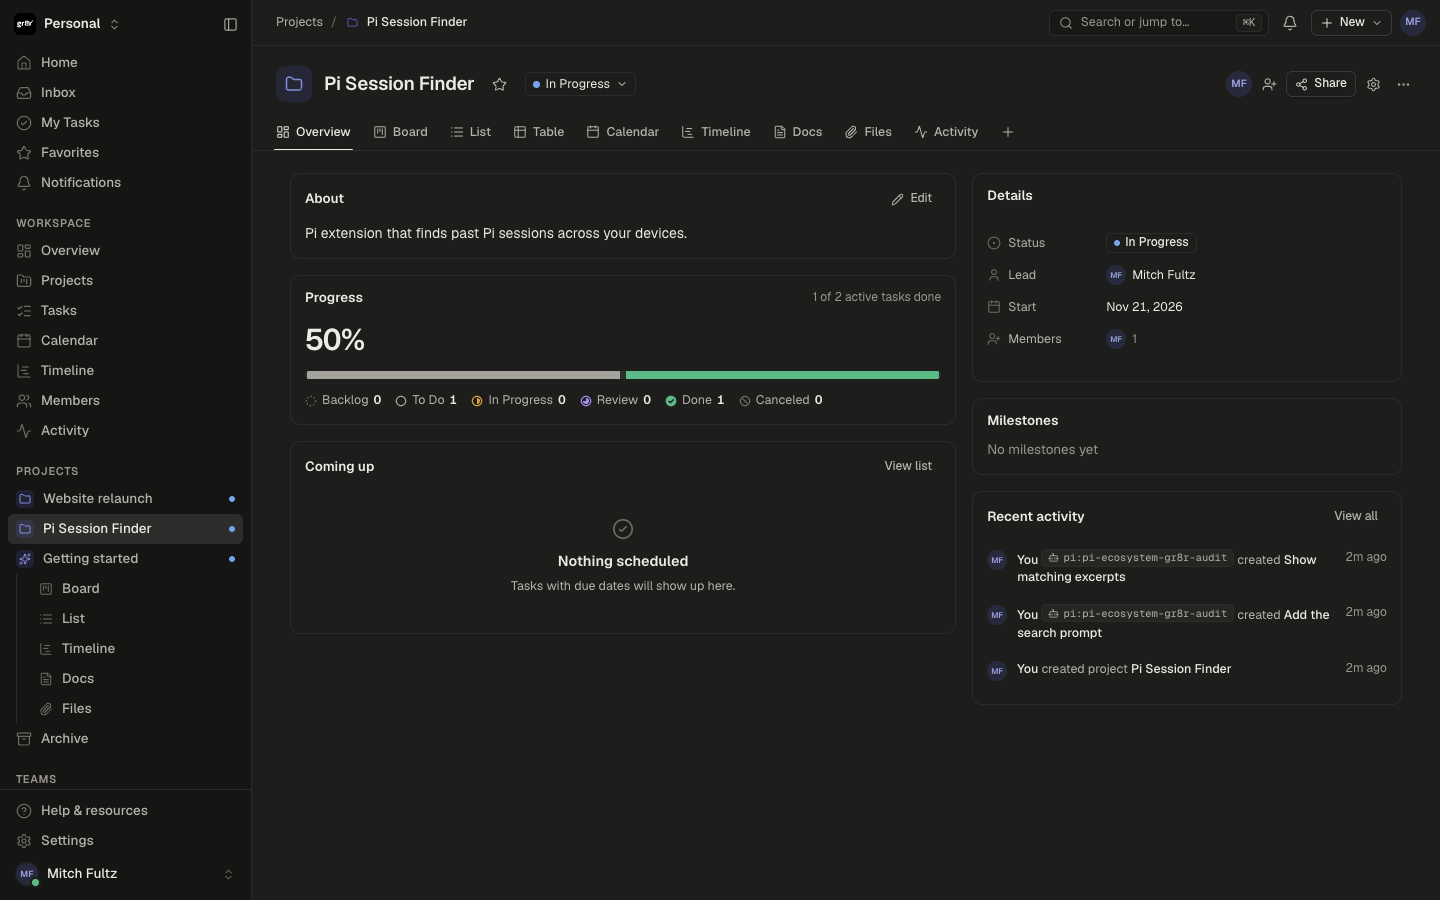 gr8r
Personal
Home
Inbox
My Tasks
Favorites
Notifications
WORKSPACE
Overview
Projects
Tasks
Calendar
Timeline
Members
Activity
PROJECTS
Website relaunch
Pi Session Finder
Getting started
Board
List
Timeline
Docs
Files
Archive
TEAMS
Help & resources
Settings
MF Mitch Fultz
Projects / Pi Session Finder
Search or jump to... ⌘K
New
MF
Pi Session Finder
In Progress
MF
Share
Overview Board List Table Calendar Timeline Docs Files Activity
About
Edit
Pi extension that finds past Pi sessions across your devices.
Progress
1 of 2 active tasks done
50%
Backlog 0 To Do 1 In Progress 0 Review 0 Done 1 Canceled 0
Coming up
View list
Nothing scheduled
Tasks with due dates will show up here.
Details
Status In Progress
Lead MF Mitch Fultz
Start Nov 21, 2026
Members MF 1
Milestones
No milestones yet
Recent activity
View all
MF You pi:pi-ecosystem-gr8r-audit created Show 2m ago
matching excerpts
MF You pi:pi-ecosystem-gr8r-audit created Add the 2m ago
search prompt
MF You created project Pi Session Finder 2m ago